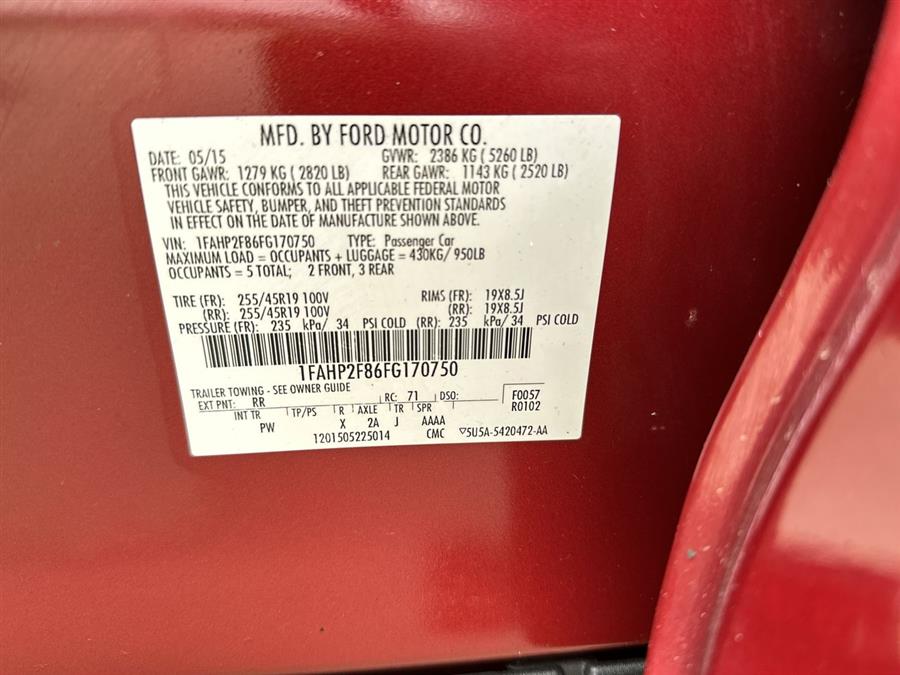 MFD. BY FORD MOTOR CO.
DATE: 05/15 GVWR: 2386 KG ( 5260 LB)
FRONT GAWR: 1279 KG ( 2820 LB) REAR GAWR: 1143 KG ( 2520 LB)
THIS VEHICLE CONFORMS TO ALL APPLICABLE FEDERAL MOTOR
VEHICLE SAFETY, BUMPER, AND THEFT PREVENTION STANDARDS
IN EFFECT ON THE DATE OF MANUFACTURE SHOWN ABOVE.
VIN: 1FAHP2F86FG170750 TYPE: Passenger Car
MAXIMUM LOAD = OCCUPANTS + LUGGAGE = 430KG/ 950LB
OCCUPANTS = 5 TOTAL; 2 FRONT, 3 REAR
TIRE (FR): 255/45R19 100V RIMS (FR): 19X8.5J
(RR): 255/45R19 100V (RR): 19X8.5J
PRESSURE (FR): 235 kPa/ 34 PSI COLD (RR): 235 kPa/ 34 PSI COLD
1FAHP2F86FG170750
TRAILER TOWING - SEE OWNER GUIDE
EXT PNT: RR RC: 71 DSO: F0057
R0102
INT TR TP/PS R AXLE TR SPR
PW X 2A J AAAA
1201505225014 CMC ▽5U5A-5420472-AA